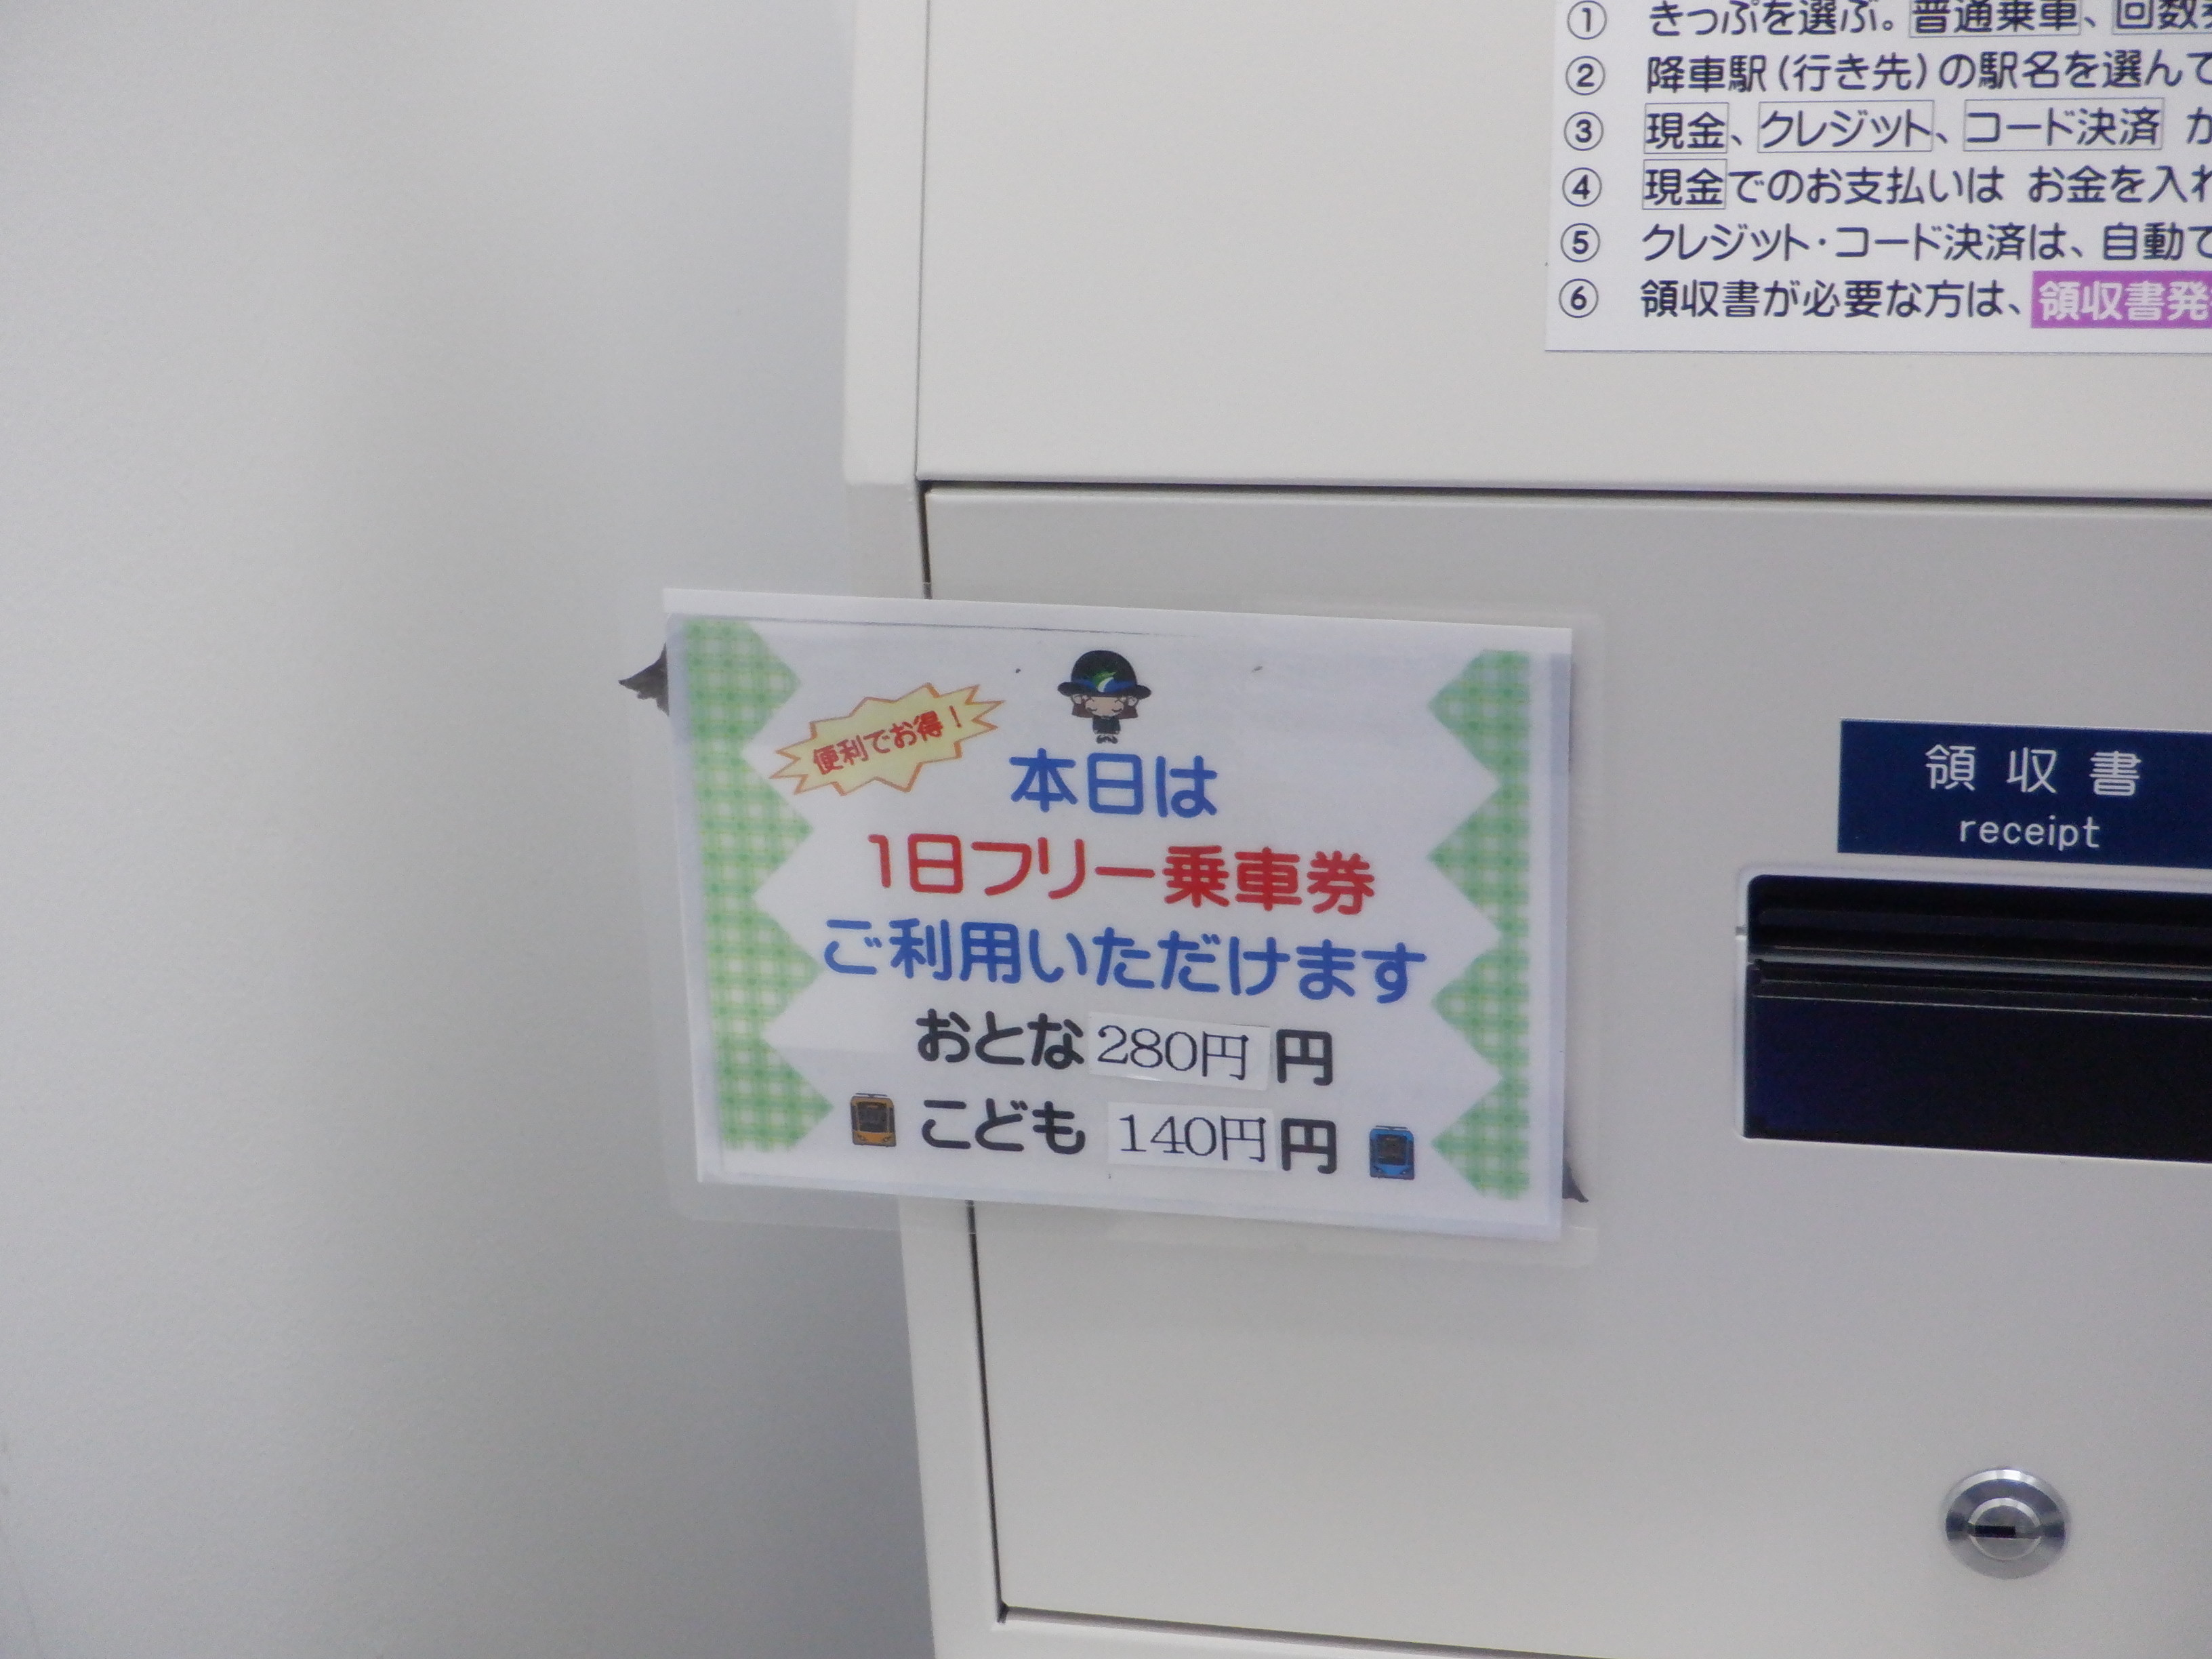 ① きっぷを選ぶ。普通乗車、回数
② 降車駅(行き先)の駅名を選んで
③ 現金、クレジット、コード決済 か
④ 現金でのお支払いは お金を入れ
⑤ クレジット・コード決済は、自動で
⑥ 領収書が必要な方は、領収書発
便利でお得!
本日は
1日フリー乗車券
ご利用いただけます
おとな280円 円
こども 140円 円
領収書
receipt